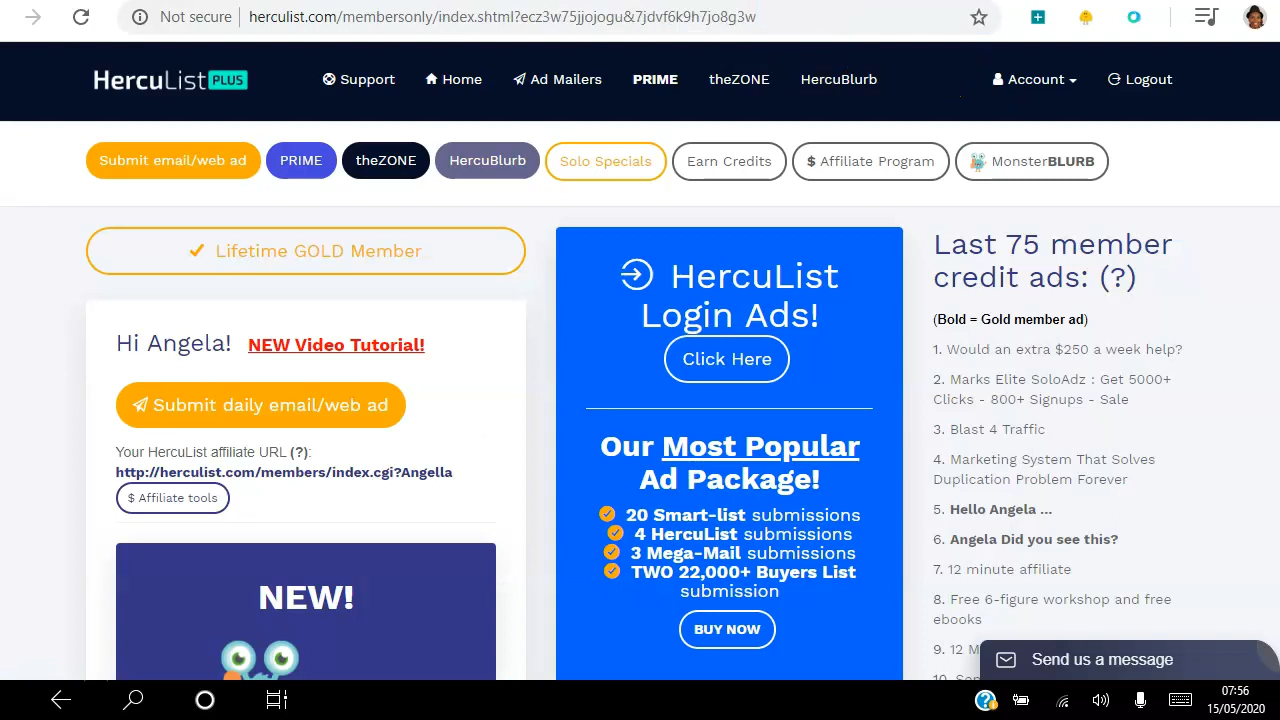 Not secure herculist.com/membersonly/index.shtml?ecz3w75jjojogu&7jdvf6k9h7jo8g3w
HercuList PLUS Support Home Ad Mailers PRIME theZONE HercuBlurb Account Logout
Submit email/web ad PRIME theZONE HercuBlurb Solo Specials Earn Credits $ Affiliate Program MonsterBLURB
Lifetime GOLD Member
Hi Angela! NEW Video Tutorial!
Submit daily email/web ad
Your HercuList affiliate URL (?):
http://herculist.com/members/index.cgi?Angella
$ Affiliate tools
NEW!
HercuList
Login Ads!
Click Here
Our Most Popular
Ad Package!
20 Smart-list submissions
4 HercuList submissions
3 Mega-Mail submissions
TWO 22,000+ Buyers List
submission
BUY NOW
Last 75 member
credit ads: (?)
(Bold = Gold member ad)
1. Would an extra $250 a week help?
2. Marks Elite SoloAdz : Get 5000+
Clicks - 800+ Signups - Sale
3. Blast 4 Traffic
4. Marketing System That Solves
Duplication Problem Forever
5. Hello Angela ...
6. Angela Did you see this?
7. 12 minute affiliate
8. Free 6-figure workshop and free
ebooks
9. 12 M
Send us a message
07:56
15/05/2020